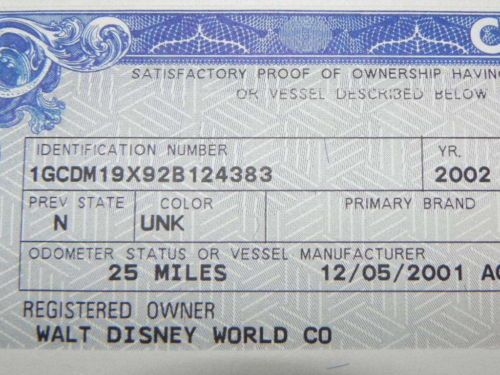 C
SATISFACTORY PROOF OF OWNERSHIP HAVING
OR VESSEL DESCRIBED BELOW
IDENTIFICATION NUMBER YR.
1GCDM19X92B124383 2002
PREV STATE COLOR PRIMARY BRAND
N UNK
ODOMETER STATUS OR VESSEL MANUFACTURER
25 MILES 12/05/2001 AC
REGISTERED OWNER
WALT DISNEY WORLD CO